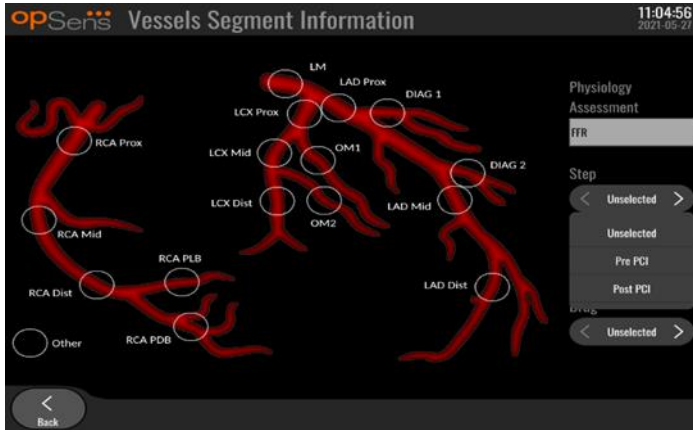 opSens Vessels Segment Information
11:04:56
2021-05-27
LM
LAD Prox
DIAG 1
LCX Prox
RCA Prox
LCX Mid
OM1
DIAG 2
LCX Dist
OM2
LAD Mid
RCA Mid
RCA PLB
RCA Dist
LAD Dist
Other
RCA PDB
Physiology
Assessment
FFR
Step
< Unselected >
Unselected
Pre PCI
Post PCI
Drug
< Unselected >
<
Back